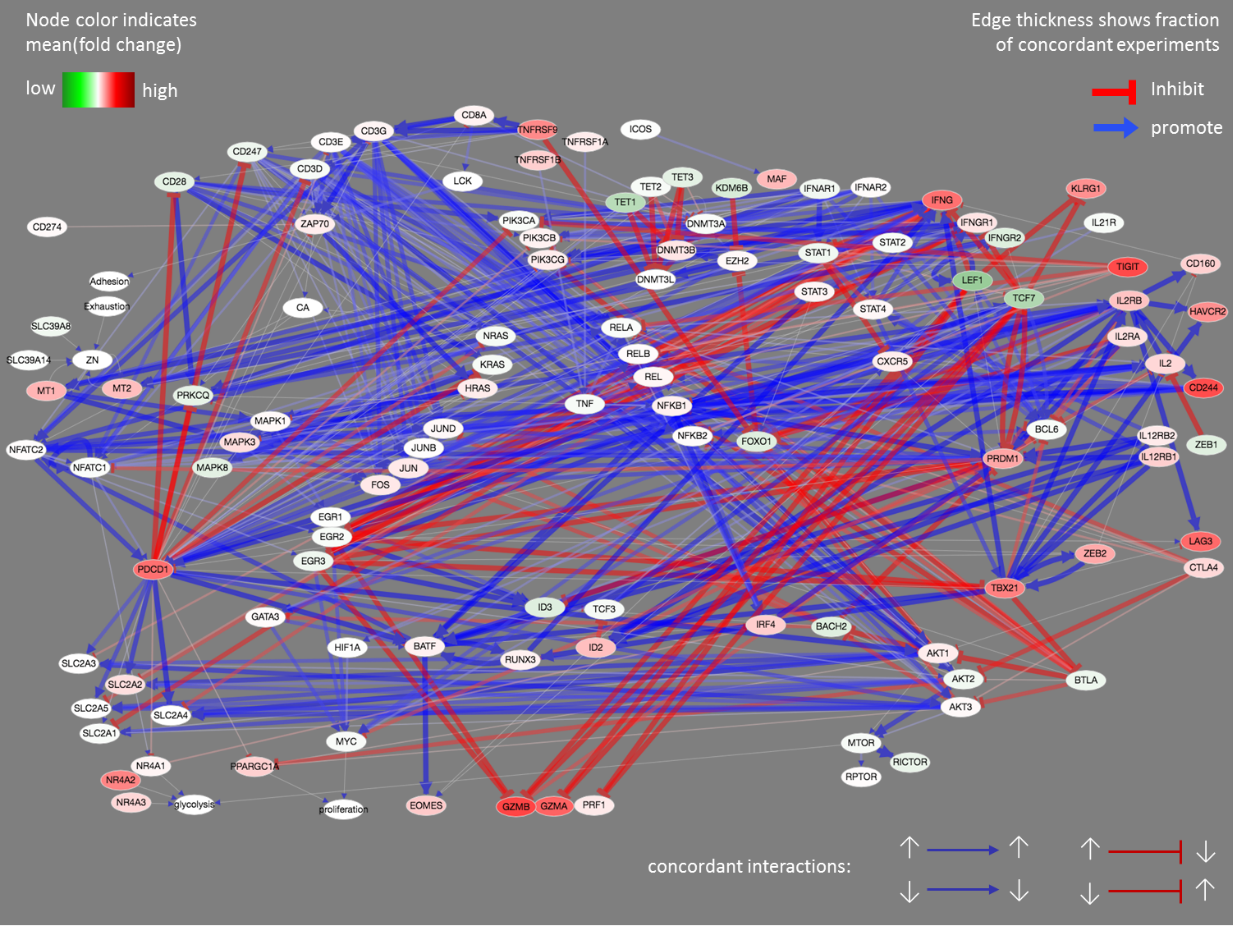 Node color indicates
mean(fold change)
low
high
Edge thickness shows fraction
of concordant experiments
Inhibit
promote
CD8A
TNFRSF9
ICOS
CD3G
CD3E
TNFRSF1A
CD247
TNFRSF1B
CD3D
LCK
CD28
TET3
TET2
KDM6B
MAF
IFNAR1
IFNAR2
KLRG1
TET1
IFNG
CD274
ZAP70
PIK3CA
DNMT3A
IFNGR1
IL21R
PIK3CB
IFNGR2
STAT2
DNMT3B
STAT1
PIK3CG
EZH2
TIGIT
CD160
Adhesion
DNMT3L
LEF1
STAT3
TCF7
IL2RB
Exhaustion
CA
STAT4
HAVCR2
SLC39A8
RELA
NRAS
IL2RA
SLC39A14
ZN
RELB
KRAS
CXCR5
IL2
REL
MT1
MT2
HRAS
CD244
PRKCQ
TNF
NFKB1
MAPK1
JUND
BCL6
NFKB2
IL12RB2
MAPK3
FOXO1
ZEB1
NFATC2
JUNB
IL12RB1
PRDM1
NFATC1
MAPK8
JUN
FOS
EGR1
EGR2
LAG3
EGR3
ZEB2
PDCD1
CTLA4
TBX21
ID3
TCF3
GATA3
IRF4
BACH2
HIF1A
BATF
ID2
AKT1
SLC2A3
RUNX3
AKT2
BTLA
SLC2A2
SLC2A5
AKT3
SLC2A4
SLC2A1
MYC
MTOR
NR4A1
PPARGC1A
RICTOR
NR4A2
RPTOR
NR4A3
glycolysis
proliferation
EOMES
GZMB
GZMA
PRF1
concordant interactions: